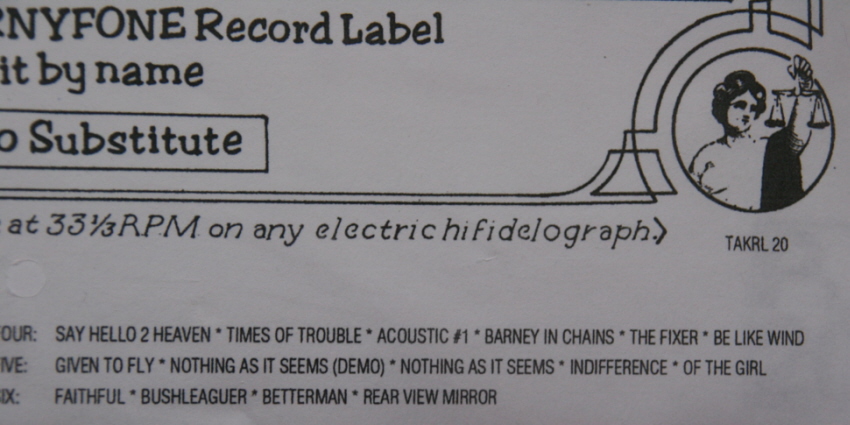 RNYFONE Record Label
it by name
o Substitute
at 33⅓RPM on any electric hifidelograph.)
TAKRL 20
OUR: SAY HELLO 2 HEAVEN * TIMES OF TROUBLE * ACOUSTIC #1 * BARNEY IN CHAINS * THE FIXER * BE LIKE WIND
IVE: GIVEN TO FLY * NOTHING AS IT SEEMS (DEMO) * NOTHING AS IT SEEMS * INDIFFERENCE * OF THE GIRL
IX: FAITHFUL * BUSHLEAGUER * BETTERMAN * REAR VIEW MIRROR